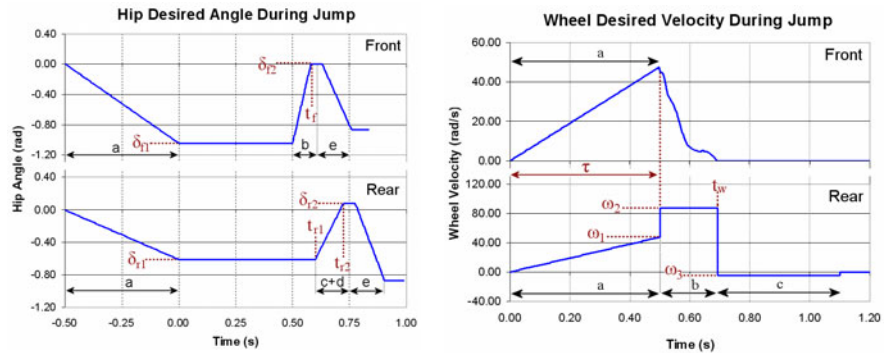 Hip Desired Angle During Jump
0.40
0.00
-0.40
-0.80
-1.20
Front
δf2
tf
δf1
a
b
e
Hip Angle (rad)
0.40
0.00
-0.40
-0.80
-1.20
Rear
δr2
tr1
δr1
tr2
a
c+d
e
-0.50
-0.25
0.00
0.25
0.50
0.75
1.00
Time (s)
Wheel Desired Velocity During Jump
60.00
40.00
20.00
0.00
Front
a
τ
tw
Wheel Velocity (rad/s)
120.00
80.00
40.00
0.00
-40.00
Rear
ω2
ω1
ω3
a
b
c
0.00
0.20
0.40
0.60
0.80
1.00
1.20
Time (s)